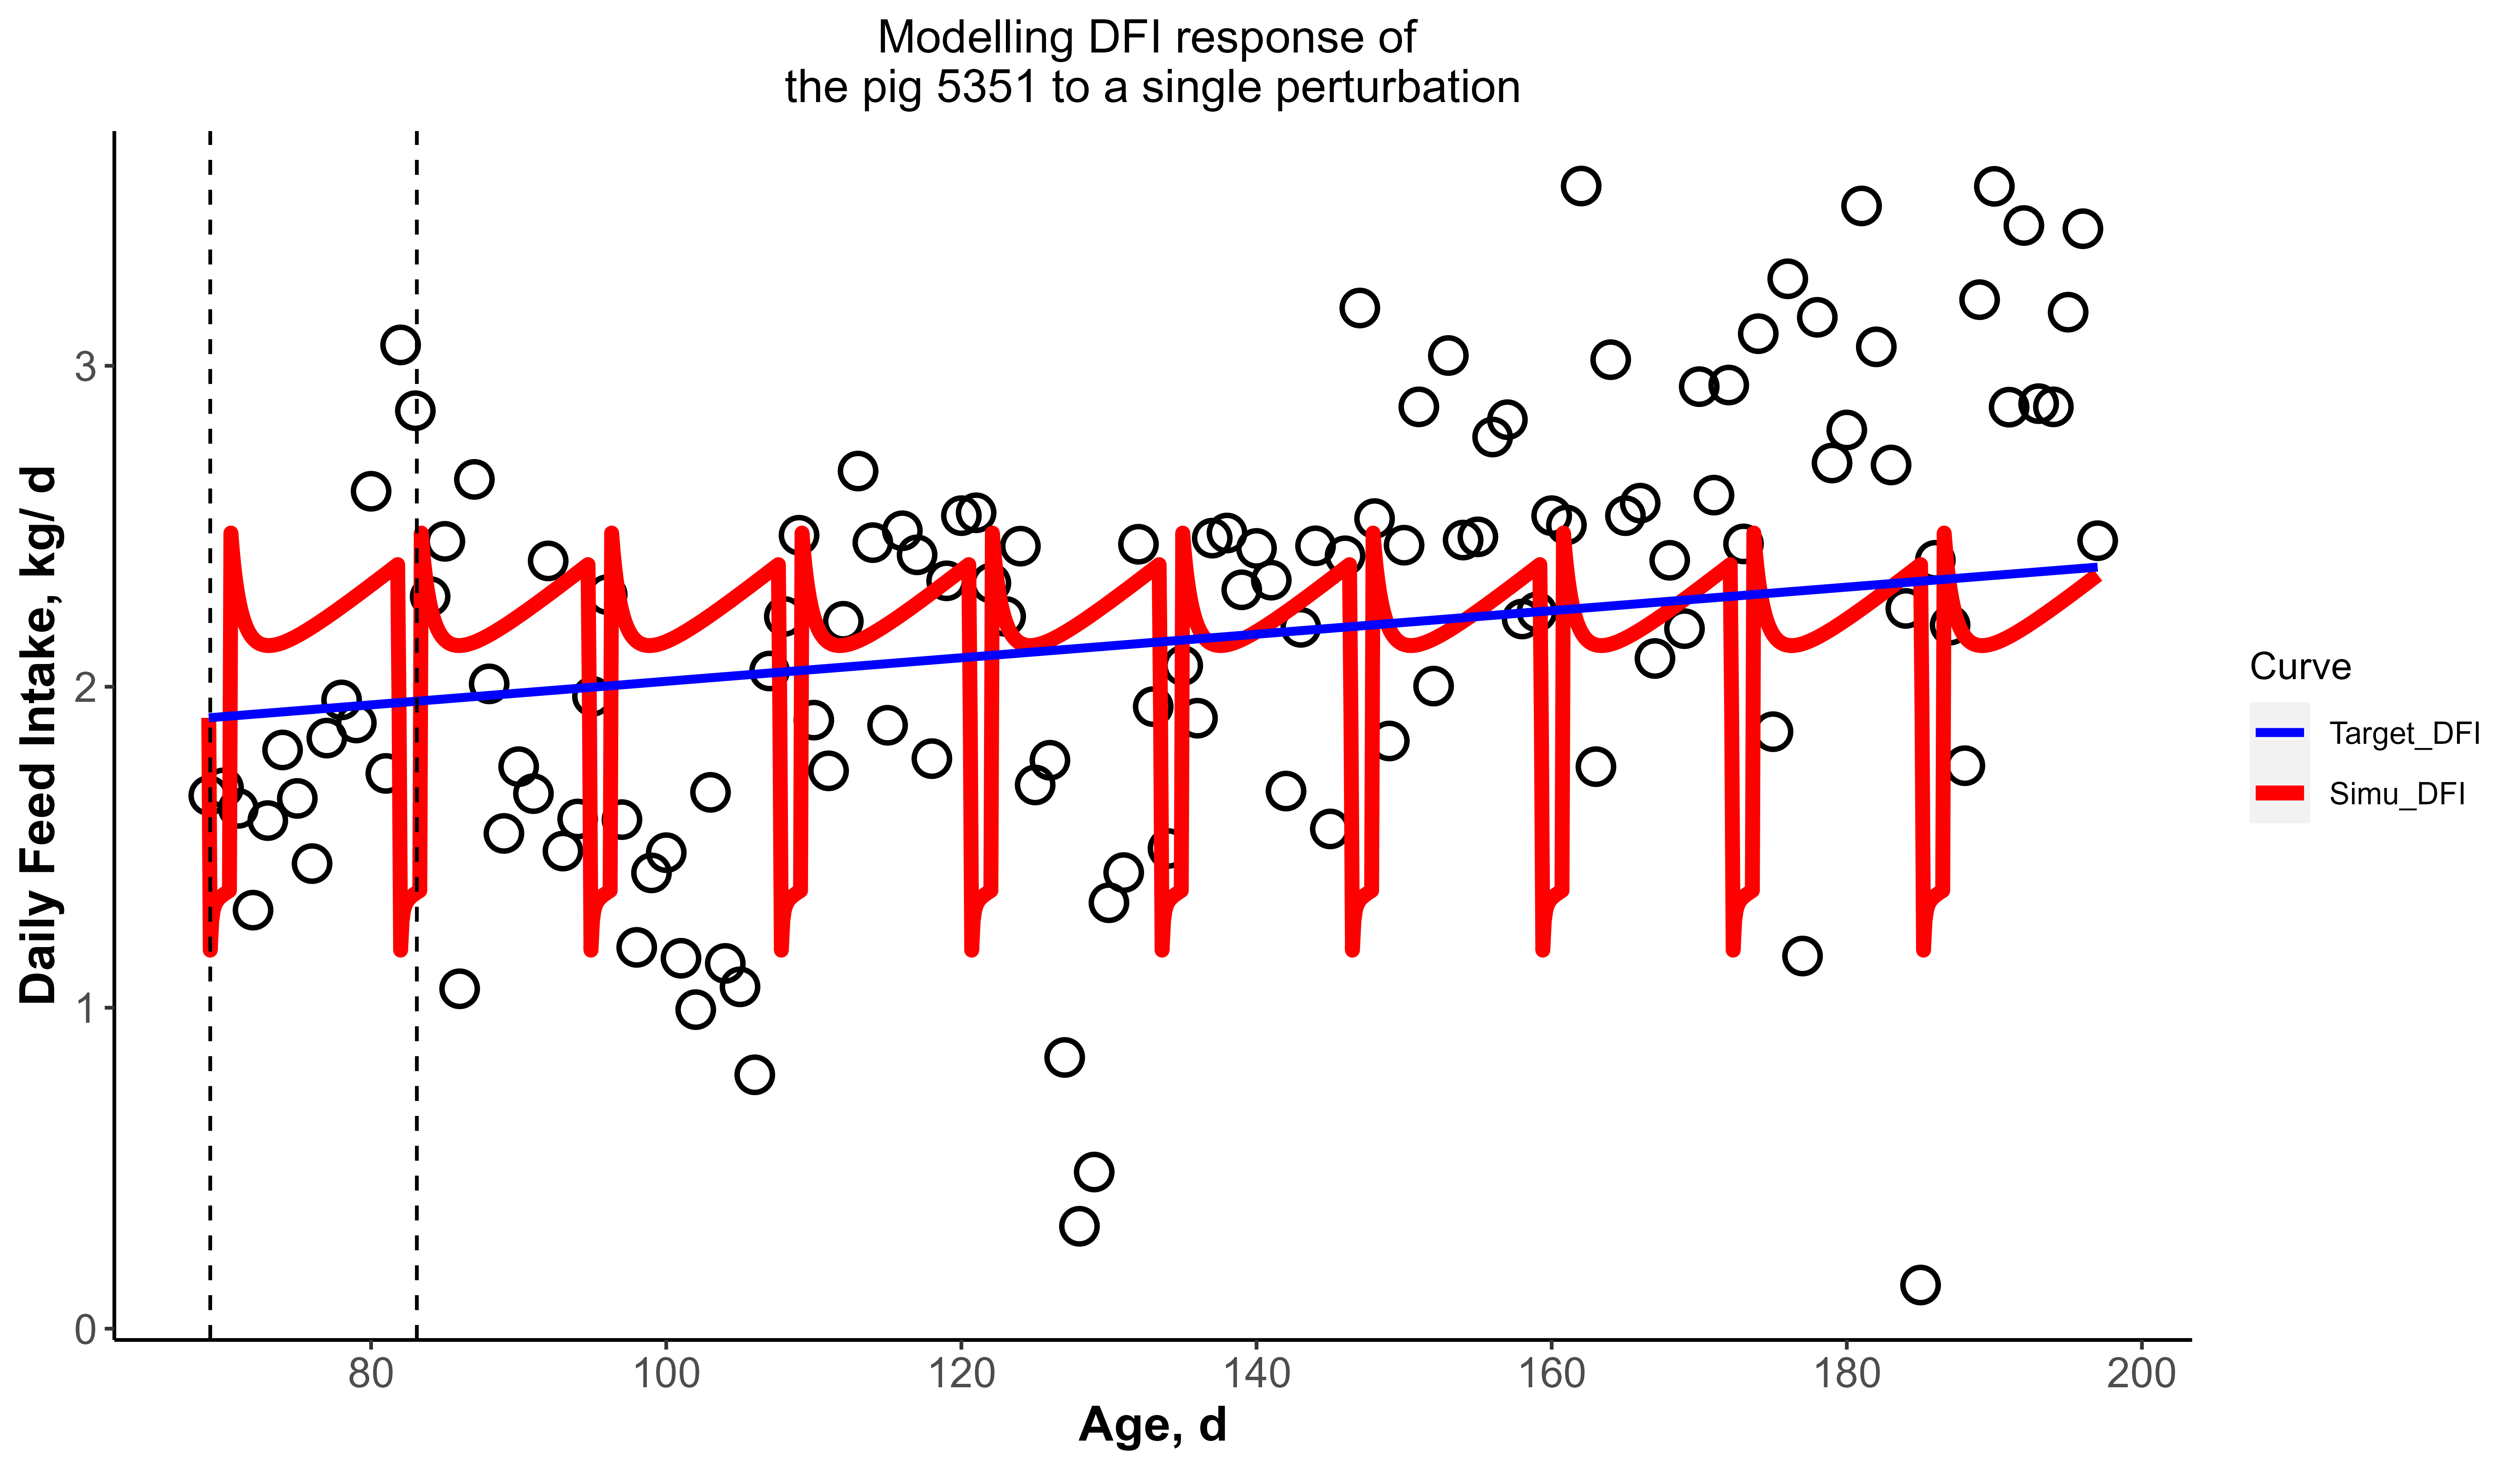 Modelling DFI response of
the pig 5351 to a single perturbation
Daily Feed Intake, kg/ d
3
2
1
0
80 100 120 140 160 180 200
Age, d
Curve
Target_DFI
Simu_DFI